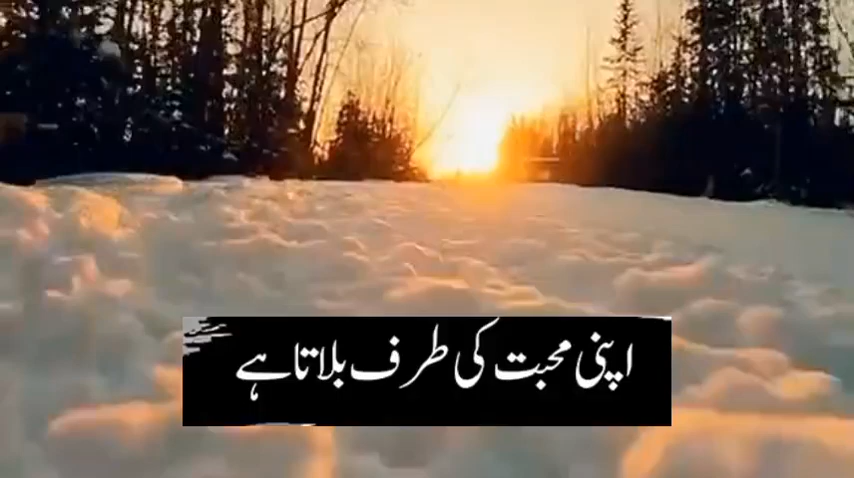 اپنی محبت کی طرف بلاتا ہے